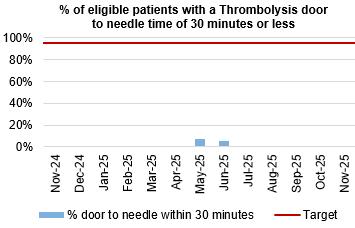 % of eligible patients with a Thrombolysis door
to needle time of 30 minutes or less
100%
80%
60%
40%
20%
0%
Nov-24
Dec-24
Jan-25
Feb-25
Mar-25
Apr-25
May-25
Jun-25
Jul-25
Aug-25
Sep-25
Oct-25
Nov-25
% door to needle within 30 minutes
Target